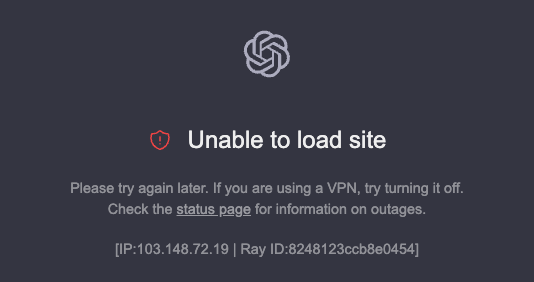 Unable to load site
Please try again later. If you are using a VPN, try turning it off.
Check the status page for information on outages.
[IP:103.148.72.19 | Ray ID:8248123ccb8e0454]